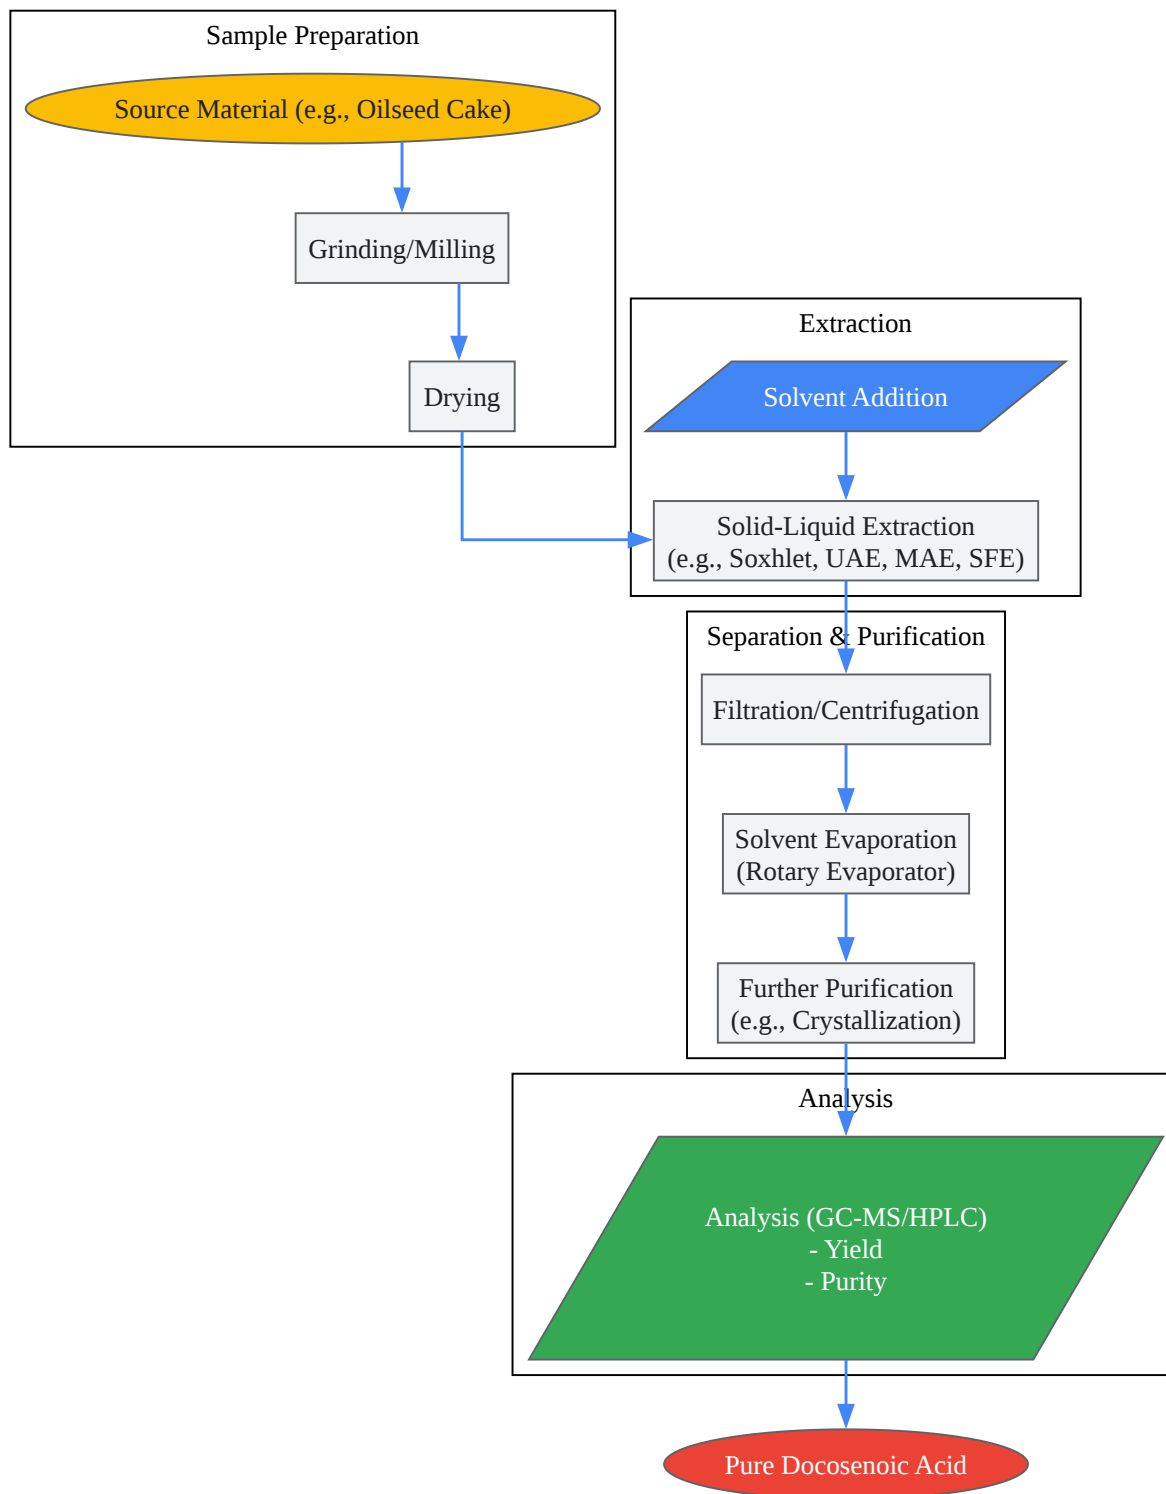 Sample Preparation
Source Material (e.g., Oilseed Cake)
Grinding/Milling
Drying
Extraction
Solvent Addition
Solid-Liquid Extraction
(e.g., Soxhlet, UAE, MAE, SFE)
Separation & Purification
Filtration/Centrifugation
Solvent Evaporation
(Rotary Evaporator)
Further Purification
(e.g., Crystallization)
Analysis
Analysis (GC-MS/HPLC)
- Yield
- Purity
Pure Docosenoic Acid